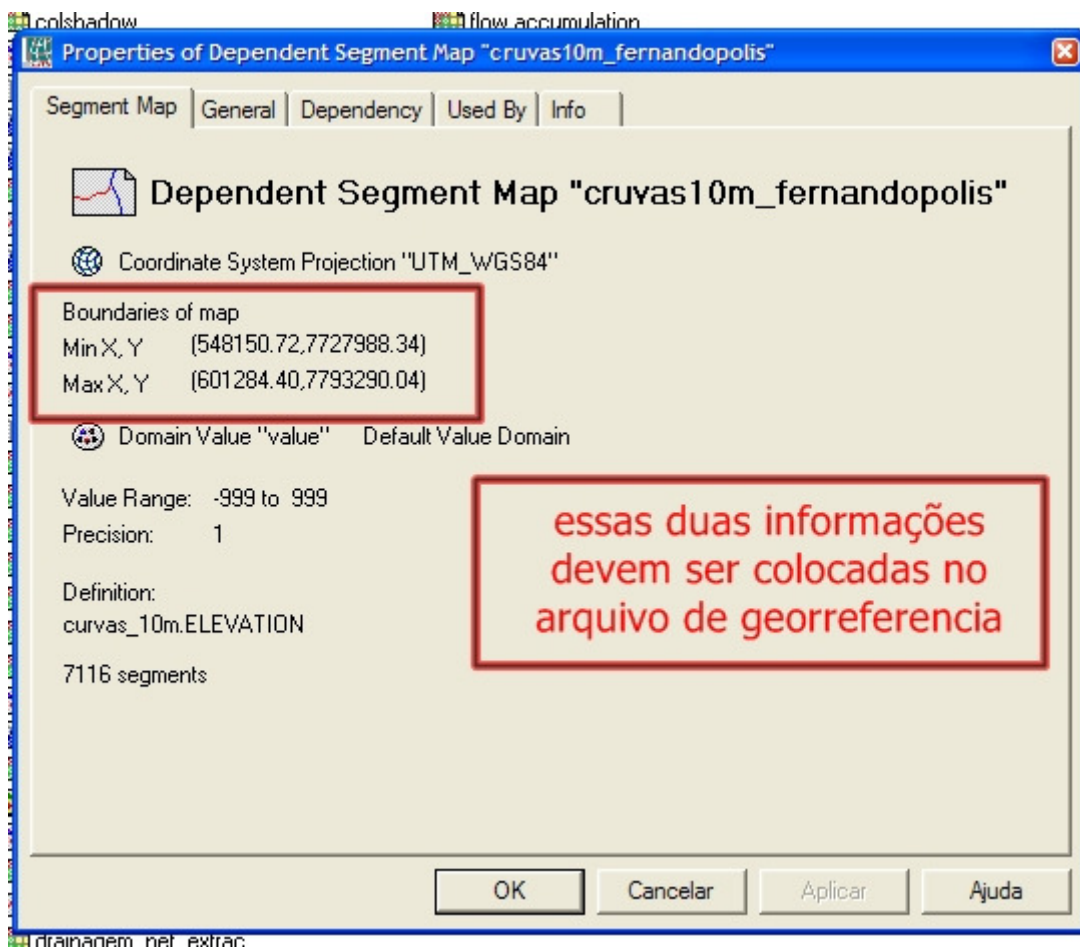 colshadow
flow accumulation
Properties of Dependent Segment Map "cruvas10m_fernandopolis"
Segment Map General Dependency Used By Info
Dependent Segment Map "cruvas10m_fernandopolis"
Coordinate System Projection "UTM_WGS84"
Boundaries of map
Min X, Y (548150.72,7727988.34)
Max X, Y (601284.40,7793290.04)
Domain Value "value" Default Value Domain
Value Range: -999 to 999
Precision: 1
Definition:
curvas_10m.ELEVATION
7116 segments
essas duas informações
devem ser colocadas no
arquivo de georreferencia
OK Cancelar Aplicar Ajuda
drainagem_net_extrac